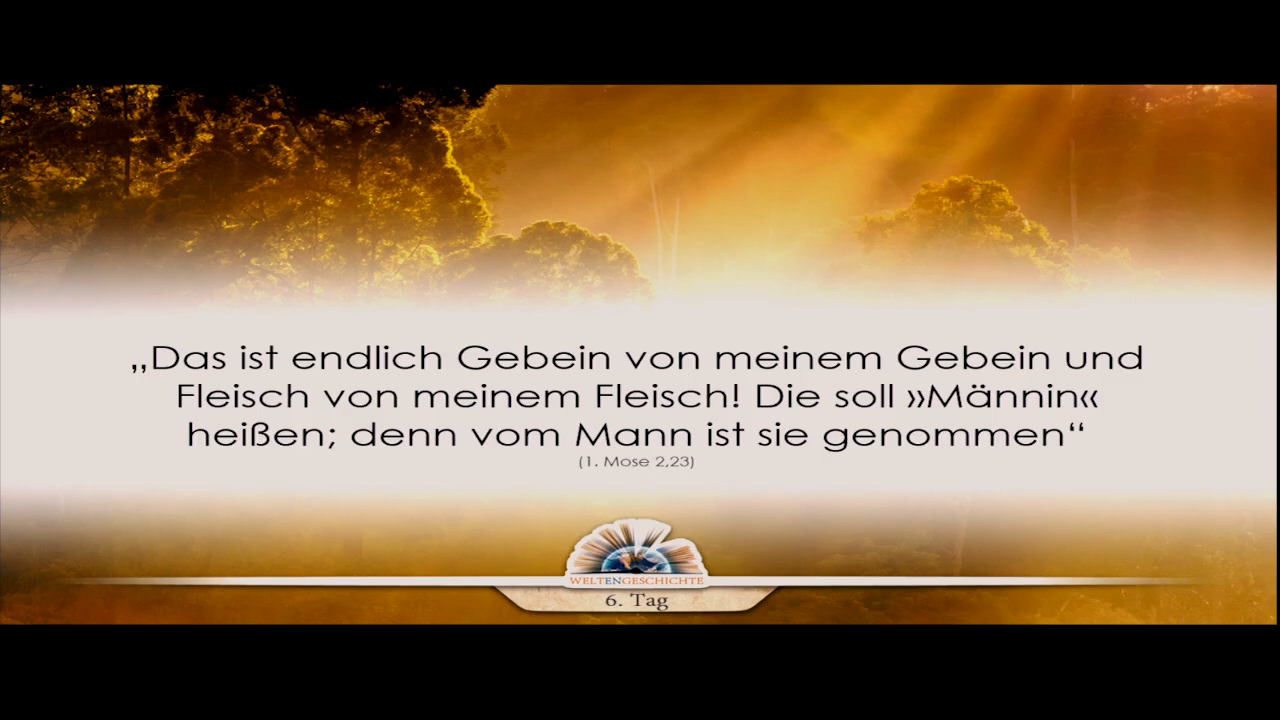 „Das ist endlich Gebein von meinem Gebein und
Fleisch von meinem Fleisch! Die soll »Männin«
heißen; denn vom Mann ist sie genommen“
(1. Mose 2,23)
WELTENGESCHICHTE
6. Tag